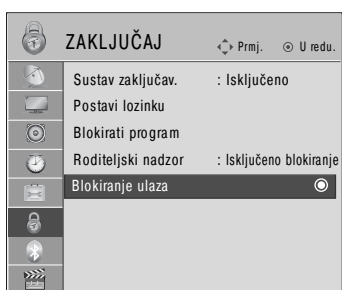 ZAKLJUČAJ Prmj. U redu.
Sustav zaključav. : Isključeno
Postavi lozinku
Blokirati program
Roditeljski nadzor : Isključeno blokiranje
Blokiranje ulaza